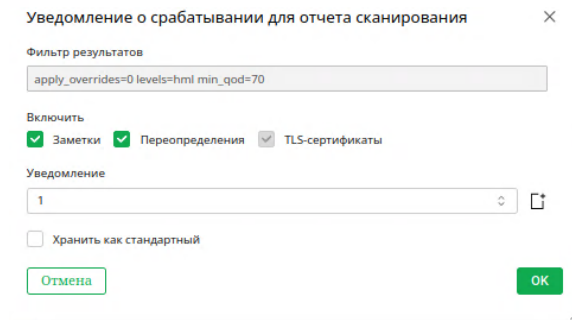 Уведомление о срабатывании для отчета сканирования
Фильтр результатов
apply_overrides=0 levels=hml min_qod=70
Включить
Заметки Переопределения TLS-сертификаты
Уведомление
1
Хранить как стандартный
Отмена OK